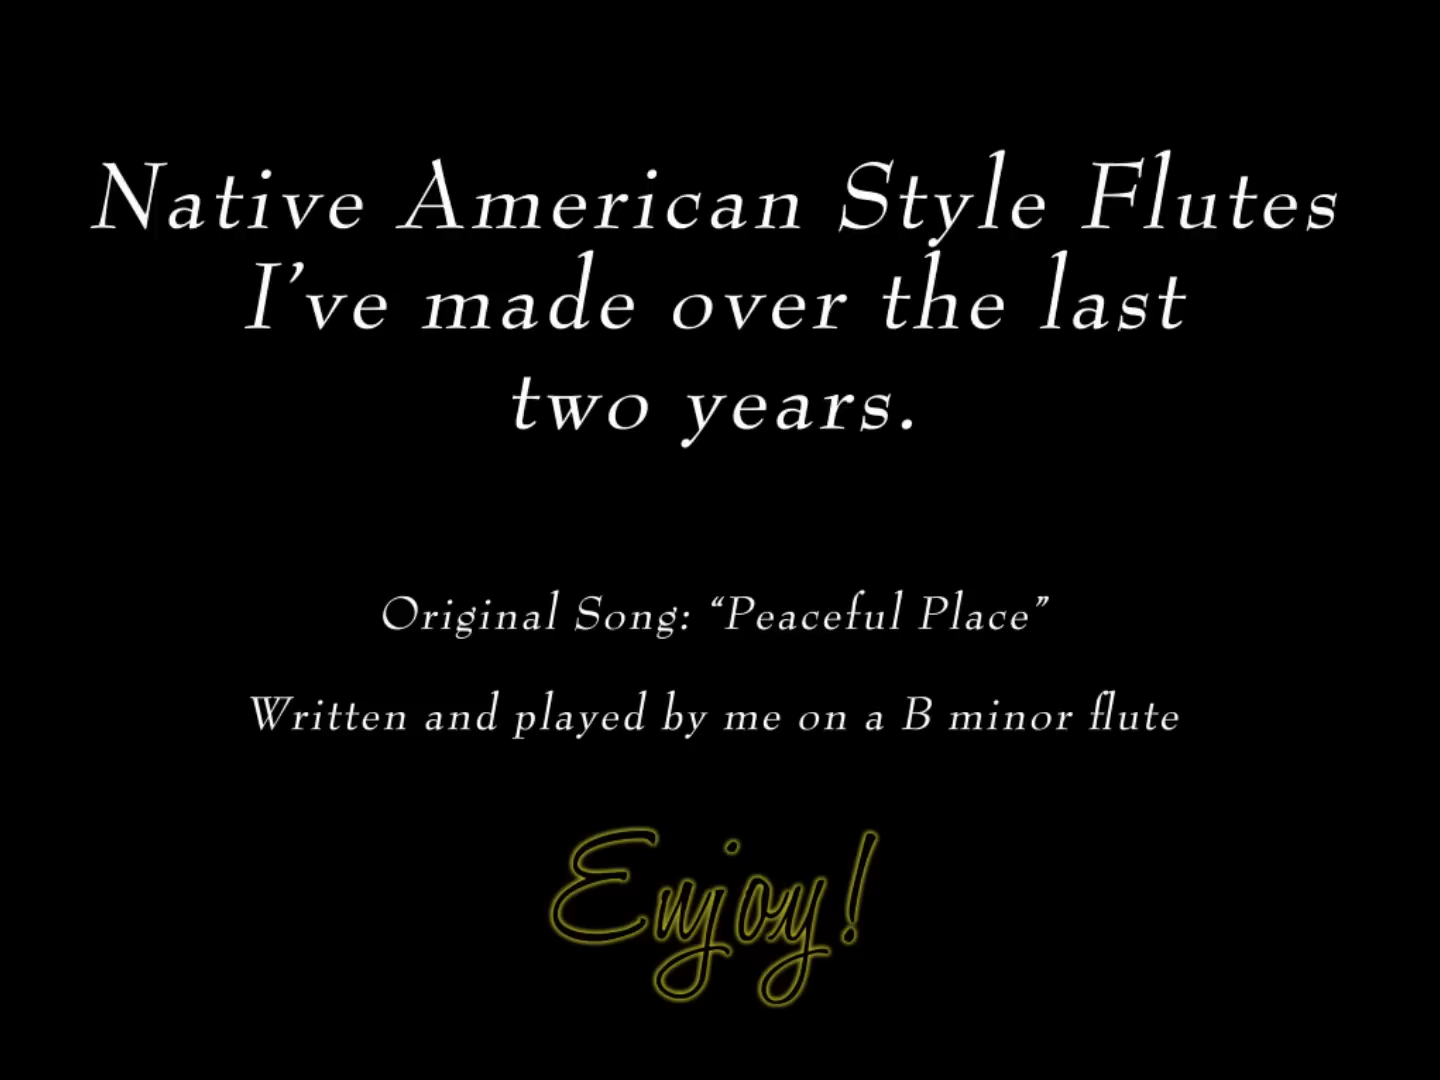 Native American Style Flutes
I’ve made over the last
two years.
Original Song: “Peaceful Place”
Written and played by me on a B minor flute
Enjoy!